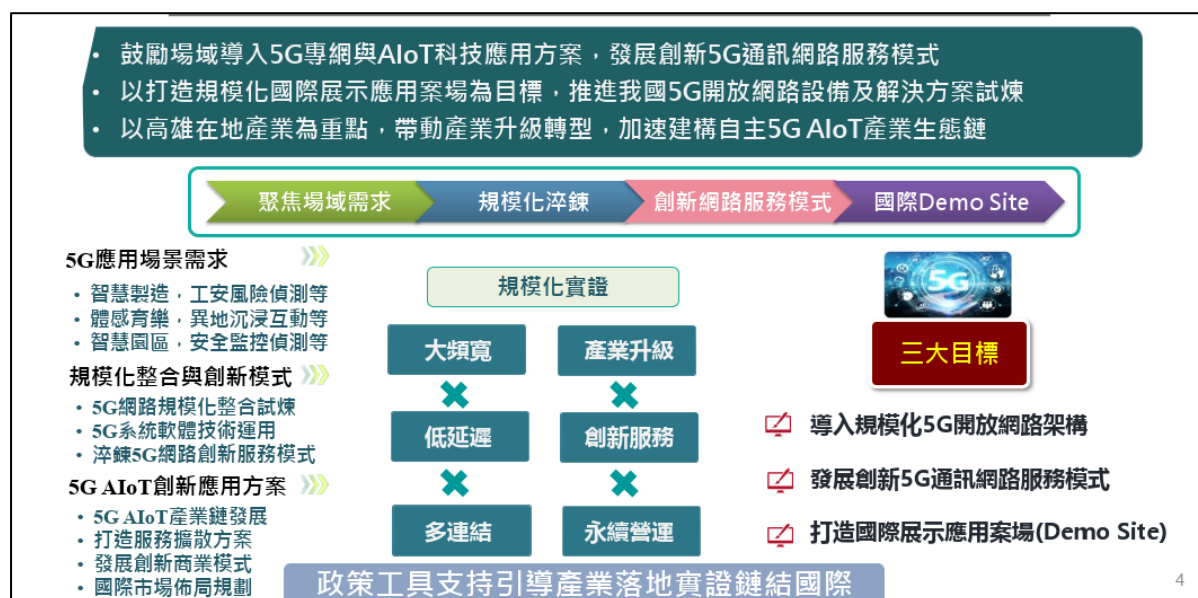 • 鼓勵場域導入5G專網與AIoT科技應用方案，發展創新5G通訊網路服務模式
• 以打造規模化國際展示應用案場為目標，推進我國5G開放網路設備及解決方案試煉
• 以高雄在地產業為重點，帶動產業升級轉型，加速建構自主5G AIoT產業生態鏈
聚焦場域需求 規模化淬鍊 創新網路服務模式 國際Demo Site
5G應用場景需求
• 智慧製造，工安風險偵測等
• 體感育樂，異地沉浸互動等
• 智慧園區，安全監控偵測等
規模化整合與創新模式
• 5G網路規模化整合試煉
• 5G系統軟體技術運用
• 淬鍊5G網路創新服務模式
5G AIoT創新應用方案
• 5G AIoT產業鏈發展
• 打造服務擴散方案
• 發展創新商業模式
• 國際市場佈局規劃
規模化實證
大頻寬 產業升級
低延遲 創新服務
多連結 永續營運
5G
三大目標
導入規模化5G開放網路架構
發展創新5G通訊網路服務模式
打造國際展示應用案場(Demo Site)
政策工具支持引導產業落地實證鏈結國際
4